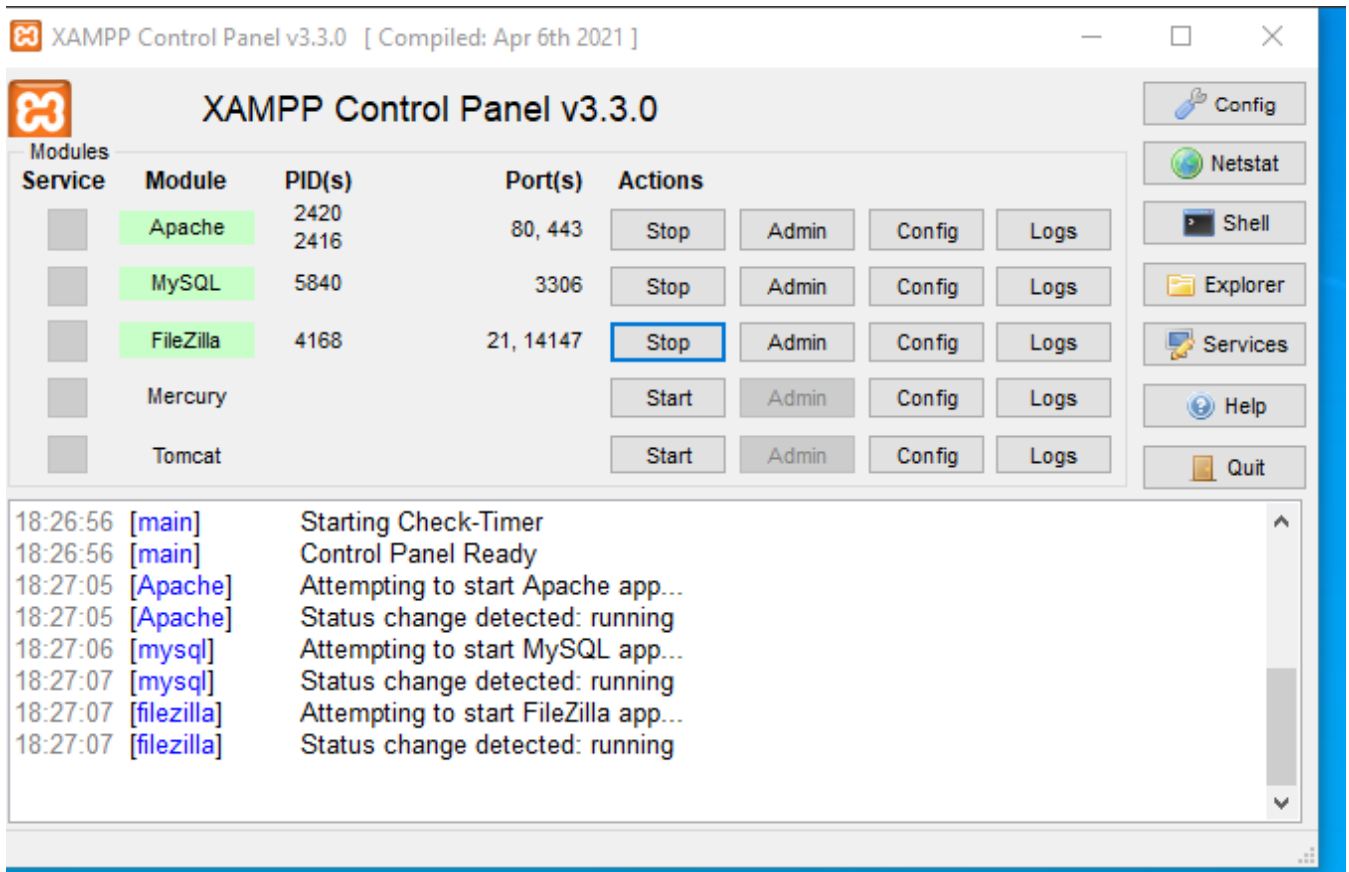 XAMPP Control Panel v3.3.0 [ Compiled: Apr 6th 2021 ]
XAMPP Control Panel v3.3.0
Config
Modules
Service Module PID(s) Port(s) Actions
Netstat
Apache 2420 2416 80, 443 Stop Admin Config Logs
Shell
MySQL 5840 3306 Stop Admin Config Logs
Explorer
FileZilla 4168 21, 14147 Stop Admin Config Logs
Services
Mercury Start Admin Config Logs
Help
Tomcat Start Admin Config Logs
Quit
18:26:56 [main] Starting Check-Timer
18:26:56 [main] Control Panel Ready
18:27:05 [Apache] Attempting to start Apache app...
18:27:05 [Apache] Status change detected: running
18:27:06 [mysql] Attempting to start MySQL app...
18:27:07 [mysql] Status change detected: running
18:27:07 [filezilla] Attempting to start FileZilla app...
18:27:07 [filezilla] Status change detected: running